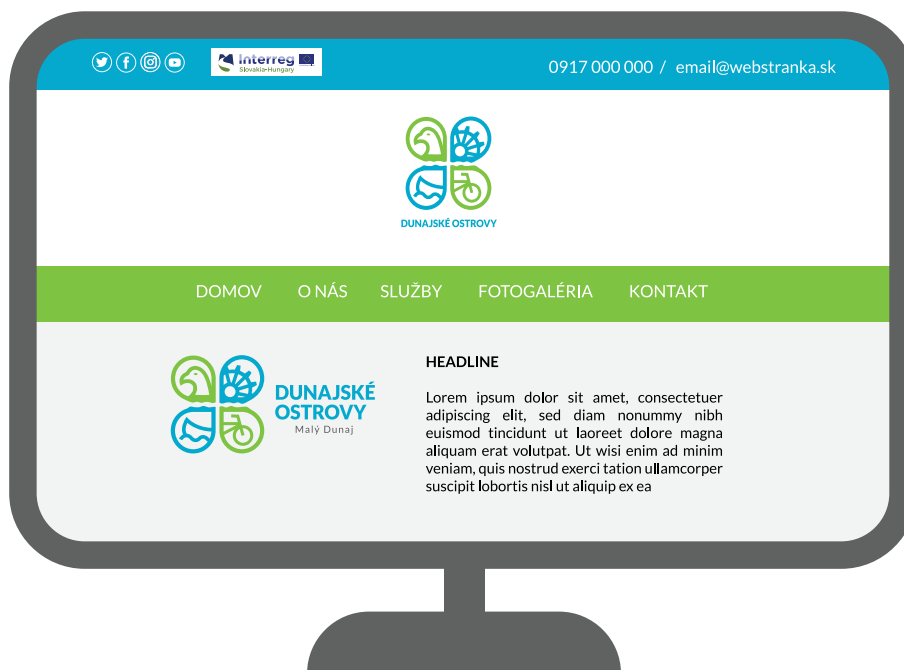 Interreg
Slovakia-Hungary
0917 000 000 / email@webstranka.sk
DUNAJSKÉ OSTROVY
DOMOV O NÁS SLUŽBY FOTOGALÉRIA KONTAKT
DUNAJSKÉ
OSTROVY
Malý Dunaj
HEADLINE
Lorem ipsum dolor sit amet, consectetuer
adipiscing elit, sed diam nonummy nibh
euismod tincidunt ut laoreet dolore magna
aliquam erat volutpat. Ut wisi enim ad minim
veniam, quis nostrud exerci tation ullamcorper
suscipit lobortis nisl ut aliquip ex ea